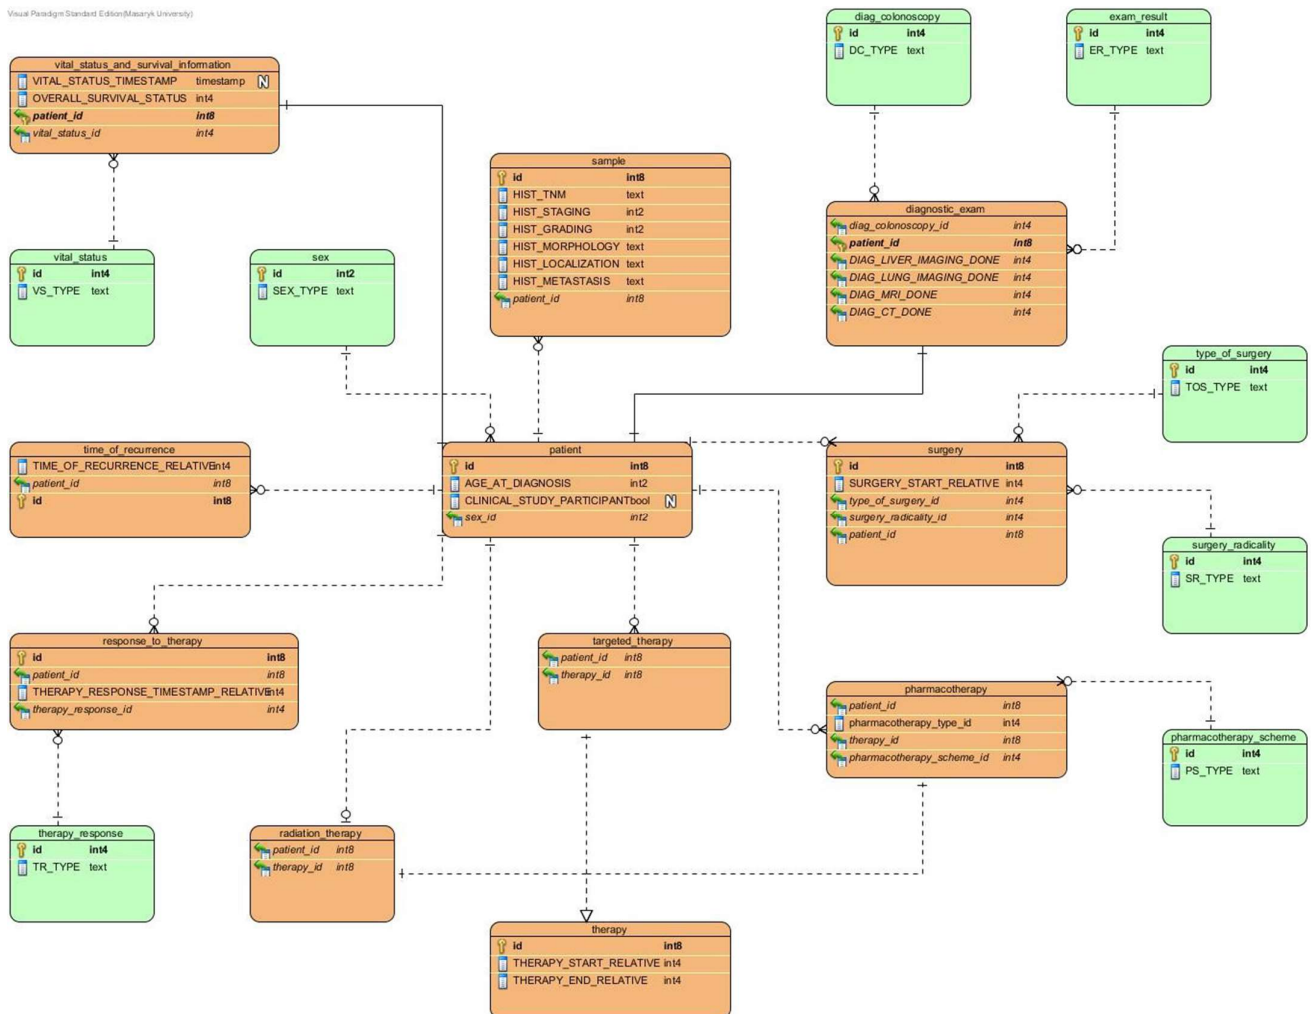 Visual Paradigm Standard Edition(Masaryk University)
diag_colonoscopy
id int4
DC_TYPE text
exam_result
id int4
ER_TYPE text
vital_status_and_survival_information
VITAL_STATUS_TIMESTAMP timestamp N
OVERALL_SURVIVAL_STATUS int4
patient_id int8
vital_status_id int4
sample
id int8
HIST_TNM text
HIST_STAGING int2
HIST_GRADING int2
HIST_MORPHOLOGY text
HIST_LOCALIZATION text
HIST_METASTASIS text
patient_id int8
diagnostic_exam
diag_colonoscopy_id int4
patient_id int8
DIAG_LIVER_IMAGING_DONE int4
DIAG_LUNG_IMAGING_DONE int4
DIAG_MRI_DONE int4
DIAG_CT_DONE int4
vital_status
id int4
VS_TYPE text
sex
id int2
SEX_TYPE text
type_of_surgery
id int4
TOS_TYPE text
time_of_recurrence
TIME_OF_RECURRENCE_RELATIVE int4
patient_id int8
id int8
patient
id int8
AGE_AT_DIAGNOSIS int2
CLINICAL_STUDY_PARTICIPANT bool N
sex_id int2
surgery
id int8
SURGERY_START_RELATIVE int4
type_of_surgery_id int4
surgery_radicality_id int4
patient_id int8
surgery_radicality
id int4
SR_TYPE text
response_to_therapy
id int8
patient_id int8
THERAPY_RESPONSE_TIMESTAMP_RELATIVE int4
therapy_response_id int4
targeted_therapy
patient_id int8
therapy_id int8
pharmacotherapy
patient_id int8
pharmacotherapy_type_id int4
therapy_id int8
pharmacotherapy_scheme_id int4
pharmacotherapy_scheme
id int4
PS_TYPE text
therapy_response
id int4
TR_TYPE text
radiation_therapy
patient_id int8
therapy_id int8
therapy
id int8
THERAPY_START_RELATIVE int4
THERAPY_END_RELATIVE int4